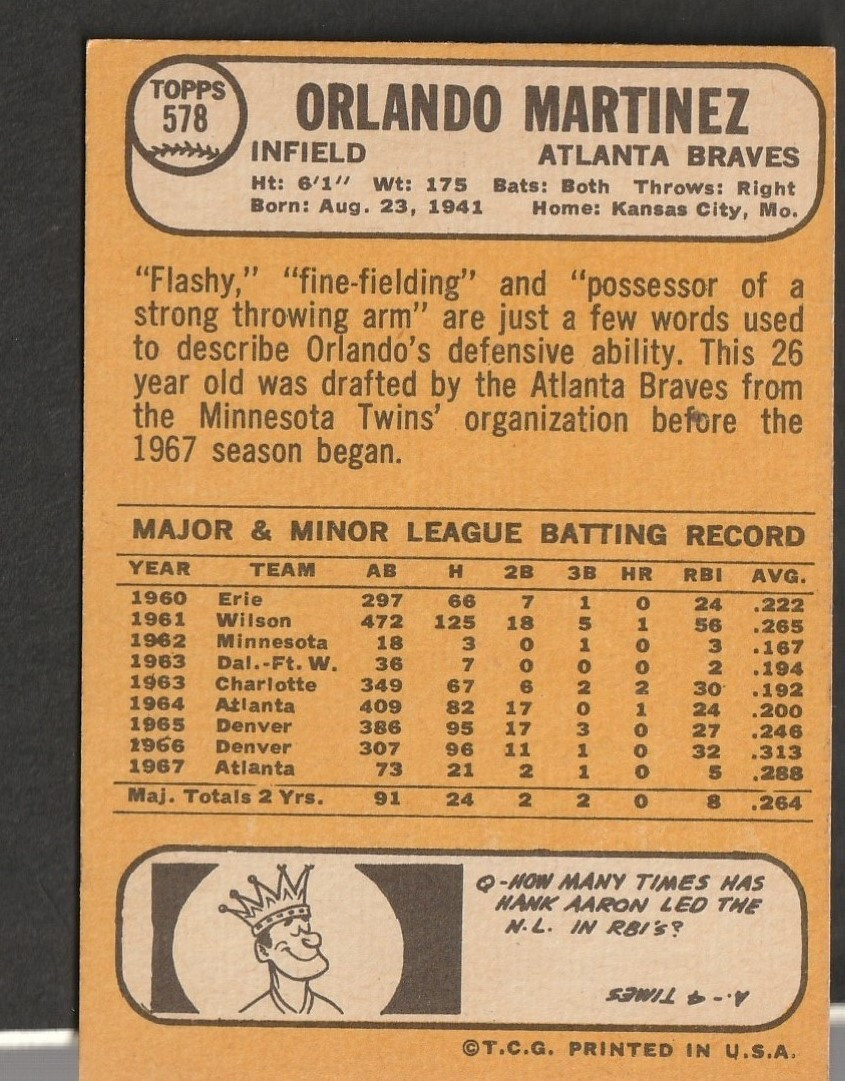 TOPPS
578
ORLANDO MARTINEZ
INFIELD ATLANTA BRAVES
Ht: 6'1" Wt: 175 Bats: Both Throws: Right
Born: Aug. 23, 1941 Home: Kansas City, Mo.
"Flashy," "fine-fielding" and "possessor of a
strong throwing arm" are just a few words used
to describe Orlando's defensive ability. This 26
year old was drafted by the Atlanta Braves from
the Minnesota Twins' organization before the
1967 season began.
MAJOR & MINOR LEAGUE BATTING RECORD
YEAR TEAM AB H 2B 3B HR RBI AVG.
1960 Erie 297 66 7 1 0 24 .222
1961 Wilson 472 125 18 5 1 56 .265
1962 Minnesota 18 3 0 1 0 3 .167
1963 Dal.-Ft. W. 36 7 0 0 0 2 .194
1963 Charlotte 349 67 6 2 2 30 .192
1964 Atlanta 409 82 17 0 1 24 .200
1965 Denver 386 95 17 3 0 27 .246
1966 Denver 307 96 11 1 0 32 .313
1967 Atlanta 73 21 2 1 0 5 .288
Maj. Totals 2 Yrs. 91 24 2 2 0 8 .264
Q-HOW MANY TIMES HAS
HANK AARON LED THE
N.L. IN RBI's?
A.-4 TIMES
©T.C.G. PRINTED IN U.S.A.